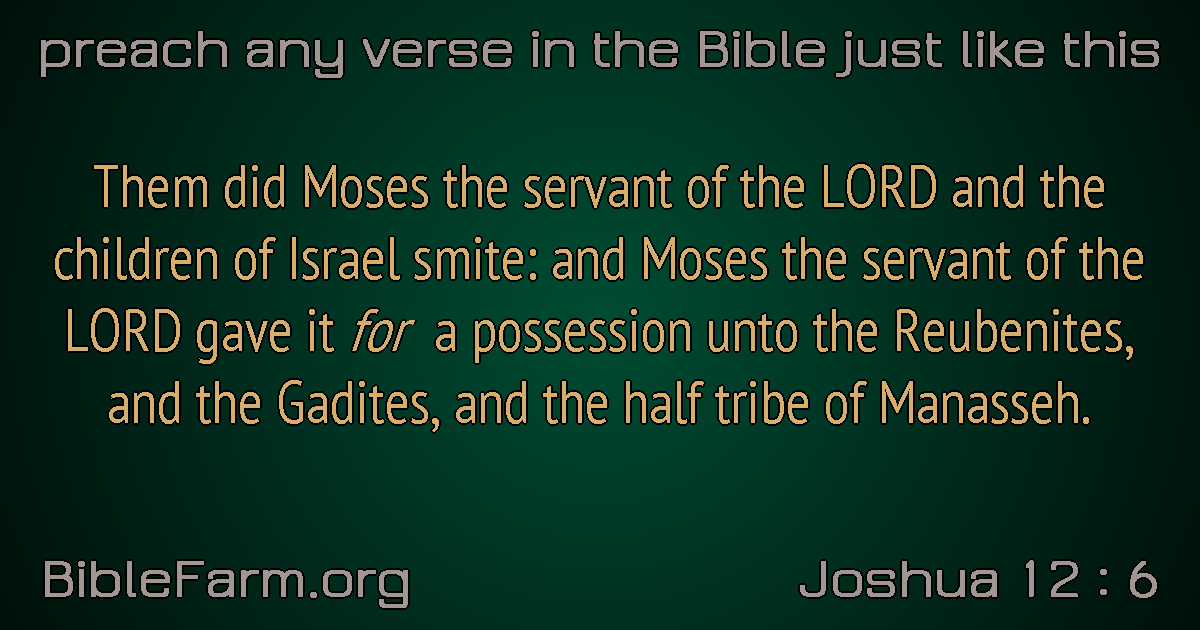 preach any verse in the Bible just like this
Them did Moses the servant of the LORD and the
children of Israel smite: and Moses the servant of the
LORD gave it for a possession unto the Reubenites,
and the Gadites, and the half tribe of Manasseh.
BibleFarm.org
Joshua 12 : 6